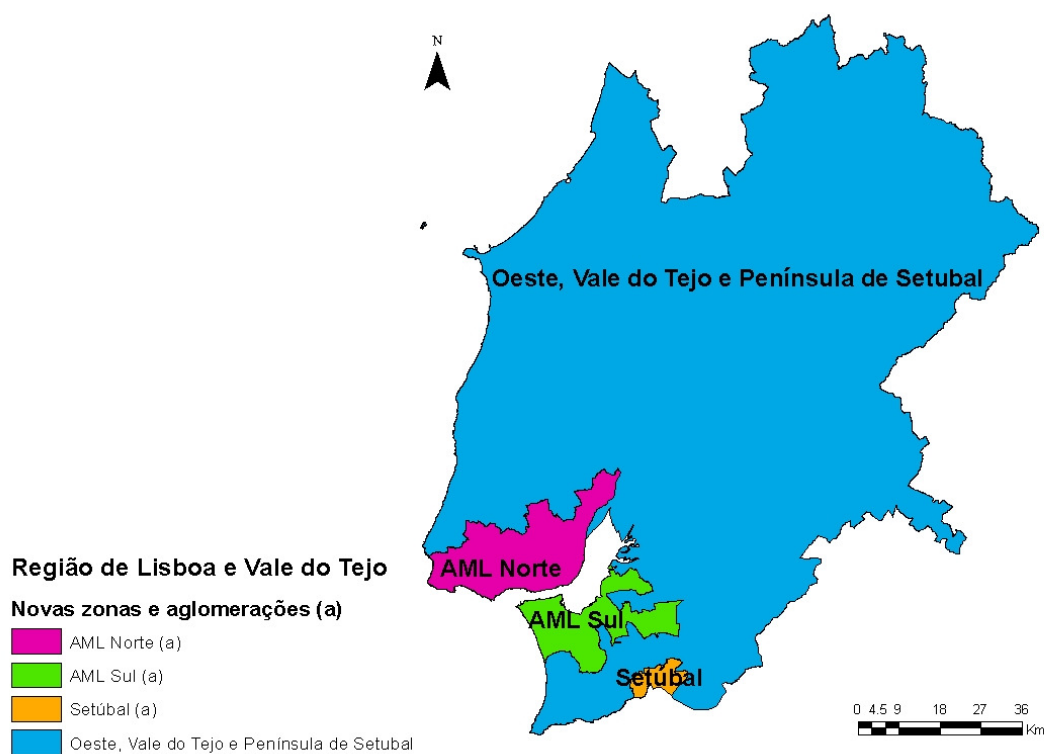 N
Oeste, Vale do Tejo e Península de Setubal
AML Norte
AML Sul
Setúbal
Região de Lisboa e Vale do Tejo
Novas zonas e aglomerações (a)
AML Norte (a)
AML Sul (a)
Setúbal (a)
Oeste, Vale do Tejo e Península de Setubal
0 4.5 9 18 27 36
Km